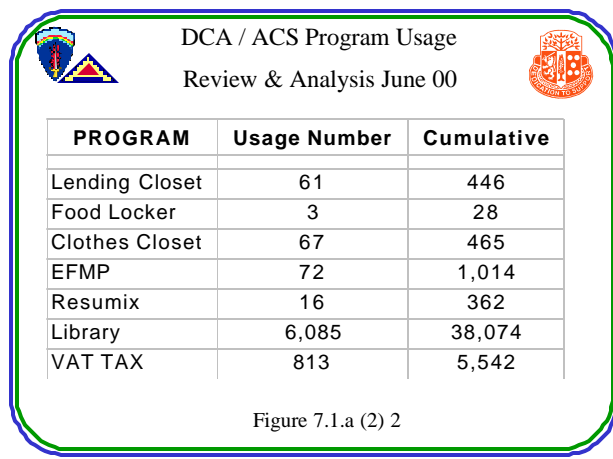 DCA / ACS Program Usage
Review & Analysis June 00
PROGRAM Usage Number Cumulative
Lending Closet 61 446
Food Locker 3 28
Clothes Closet 67 465
EFMP 72 1,014
Resumix 16 362
Library 6,085 38,074
VAT TAX 813 5,542
Figure 7.1.a (2) 2